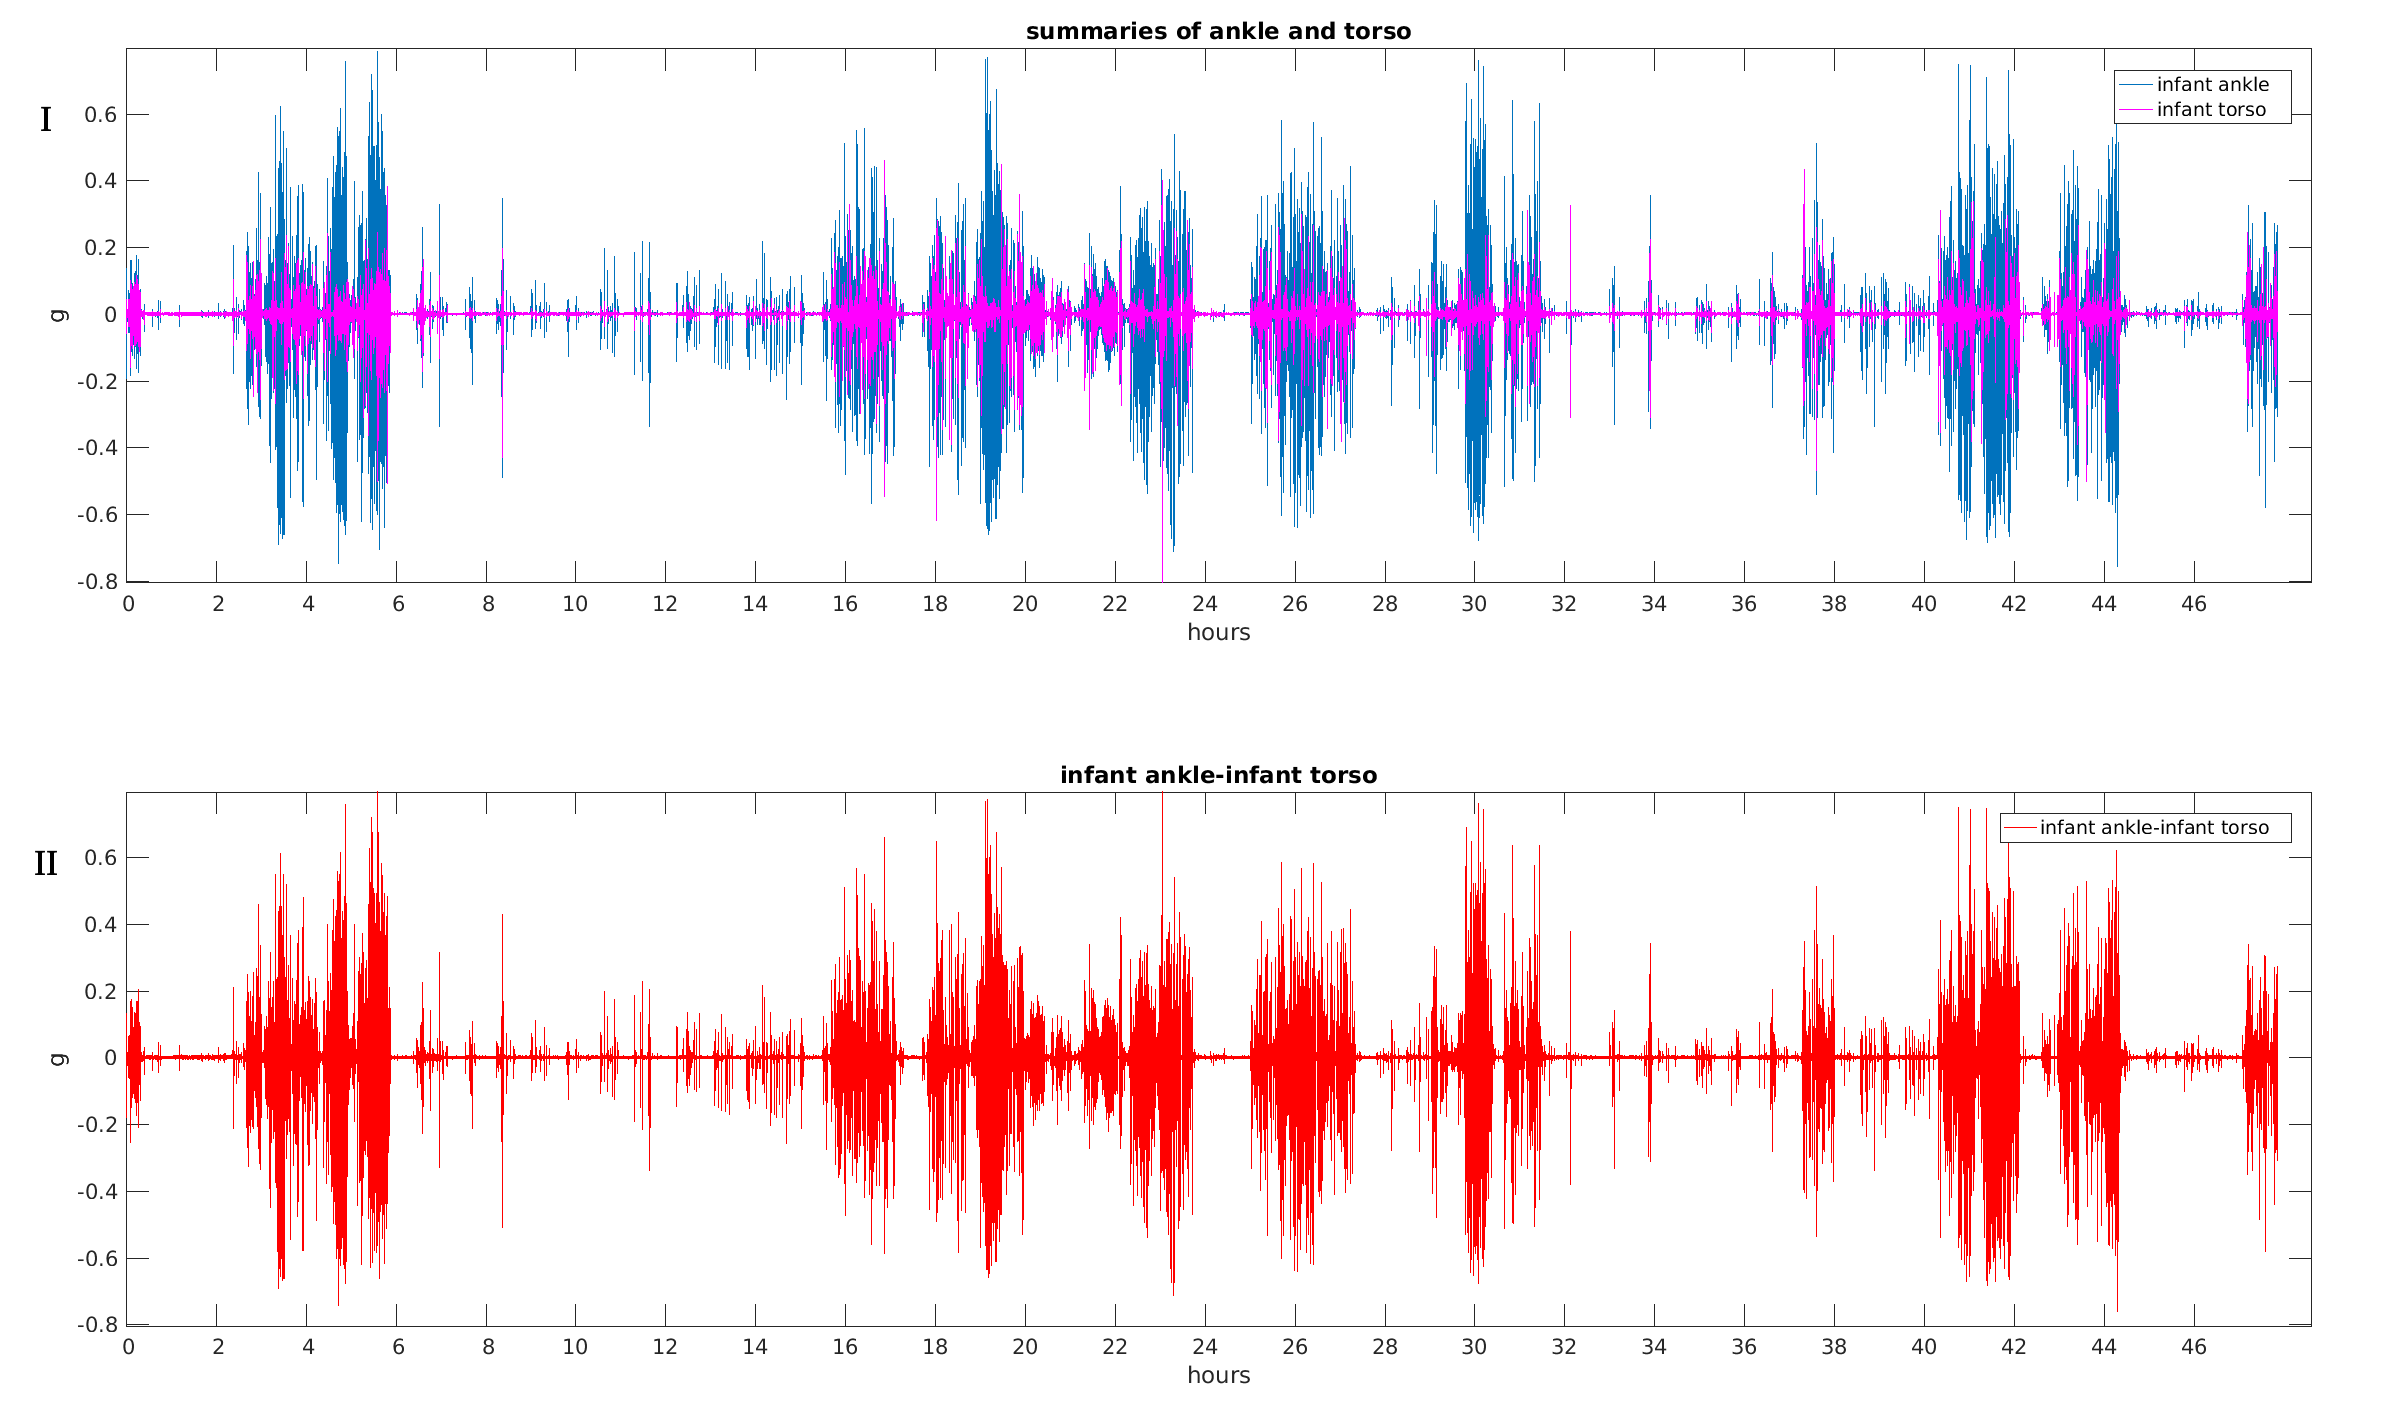 summaries of ankle and torso
I
infant ankle
infant torso
0.6
0.4
0.2
0
-0.2
-0.4
-0.6
-0.8
g
0 2 4 6 8 10 12 14 16 18 20 22 24 26 28 30 32 34 36 38 40 42 44 46
hours
infant ankle-infant torso
II
infant ankle-infant torso
0.6
0.4
0.2
0
-0.2
-0.4
-0.6
-0.8
g
0 2 4 6 8 10 12 14 16 18 20 22 24 26 28 30 32 34 36 38 40 42 44 46
hours